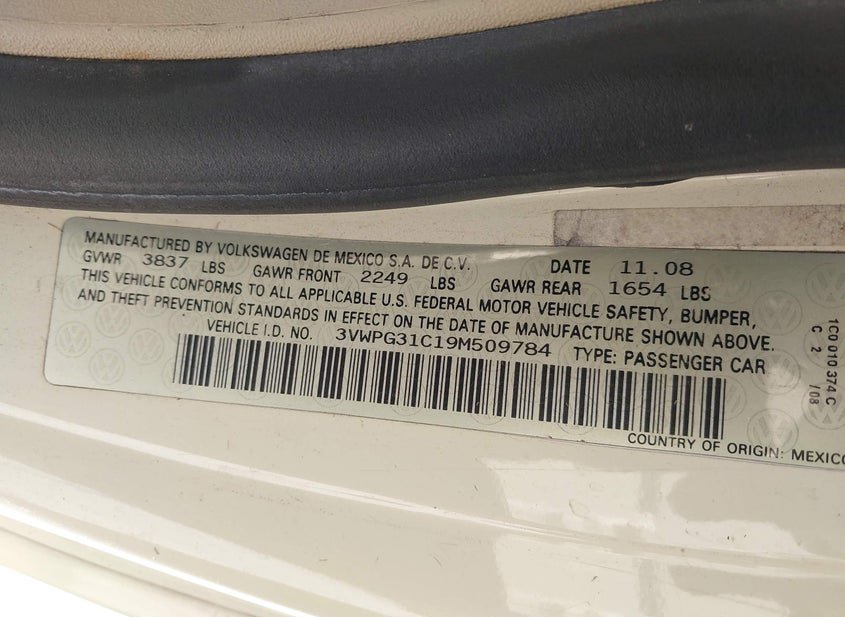 MANUFACTURED BY VOLKSWAGEN DE MEXICO S.A. DE C.V. DATE 11.08
GVWR 3837 LBS GAWR FRONT 2249 LBS GAWR REAR 1654 LBS
THIS VEHICLE CONFORMS TO ALL APPLICABLE U.S. FEDERAL MOTOR VEHICLE SAFETY, BUMPER,
AND THEFT PREVENTION STANDARDS IN EFFECT ON THE DATE OF MANUFACTURE SHOWN ABOVE.
VEHICLE I.D. NO. 3VWPG31C19M509784 TYPE: PASSENGER CAR
COUNTRY OF ORIGIN: MEXICO
1C0 010 374 C
C 2 /08